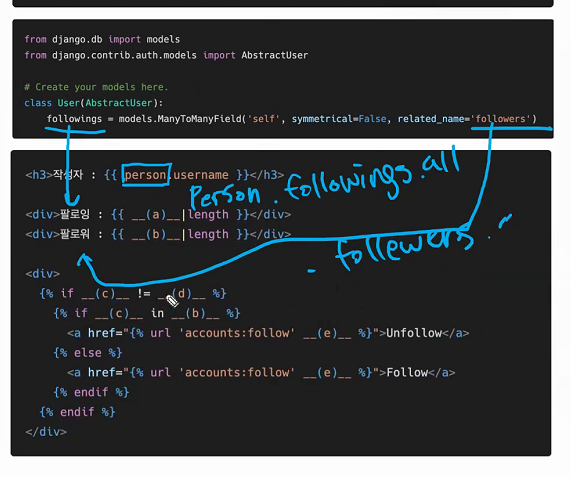 from django.db import models
from django.contrib.auth.models import AbstractUser
# Create your models here.
class User(AbstractUser):
followings = models.ManyToManyField('self', symmetrical=False, related_name='followers')
<h3>작성자 : {{ person.username }}</h3>
person.followings.all
<div>팔로잉 : {{ __(a)__|length }}</div>
<div>팔로워 : {{ __(b)__|length }}</div>
. follewers . "
<div>
{% if __(c)__ != __(d)__ %}
{% if __(c)__ in __(b)__ %}
<a href="{% url 'accounts:follow' __(e)__ %}">Unfollow</a>
{% else %}
<a href="{% url 'accounts:follow' __(e)__ %}">Follow</a>
{% endif %}
{% endif %}
</div>